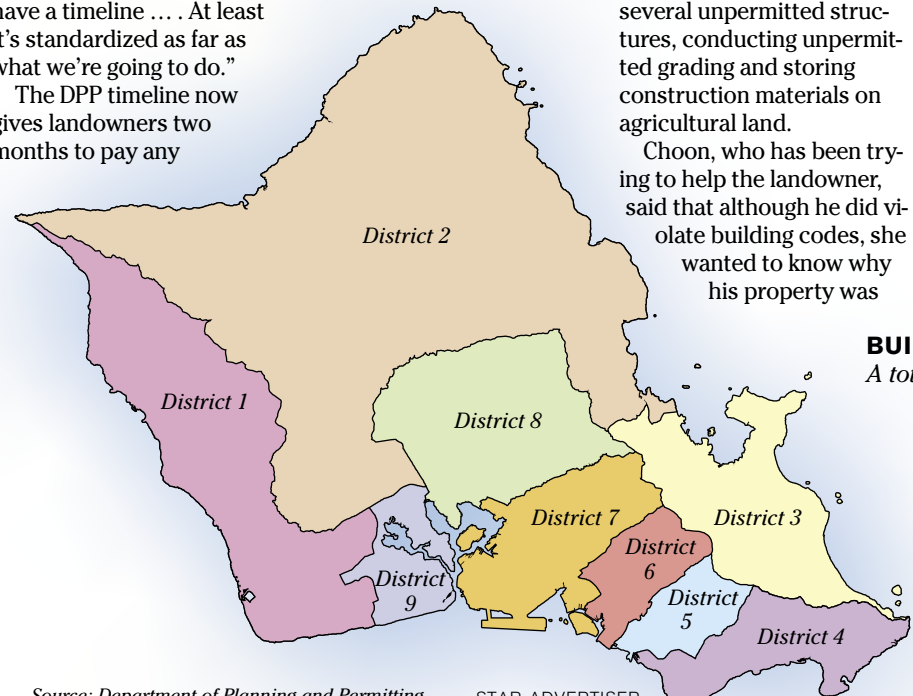 have a timeline … . At least
it's standardized as far as
what we're going to do."
The DPP timeline now
gives landowners two
months to pay any
several unpermitted struc-
tures, conducting unpermit-
ted grading and storing
construction materials on
agricultural land.
Choon, who has been try-
ing to help the landowner,
said that although he did vi-
olate building codes, she
wanted to know why
his property was
BUI
A tot
District 2
District 1
District 8
District 7
District 3
District
6
District
9
District
5
District 4
Source: Department of Planning and Permitting
STAR-ADVERTISER